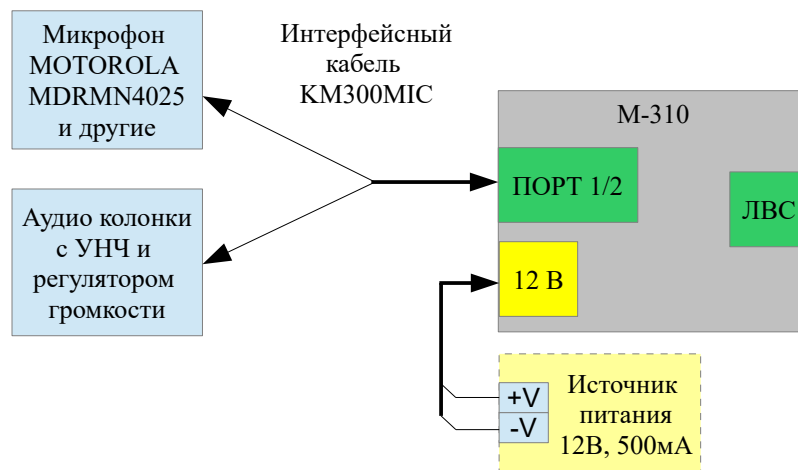 Микрофон
MOTOROLA
MDRMN4025
и другие
Интерфейсный
кабель
KM300MIC
М-310
ПОРТ 1/2
ЛВС
Аудио колонки
с УНЧ и
регулятором
громкости
12 В
+V
-V
Источник
питания
12В, 500мА